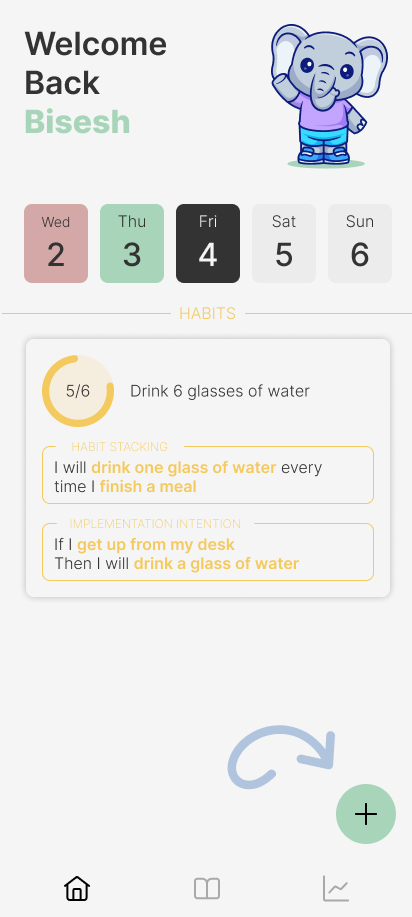 Welcome
Back
Bisesh
Wed Thu Fri Sat Sun
2 3 4 5 6
HABITS
5/6 Drink 6 glasses of water
HABIT STACKING
I will drink one glass of water every
time I finish a meal
IMPLEMENTATION INTENTION
If I get up from my desk
Then I will drink a glass of water